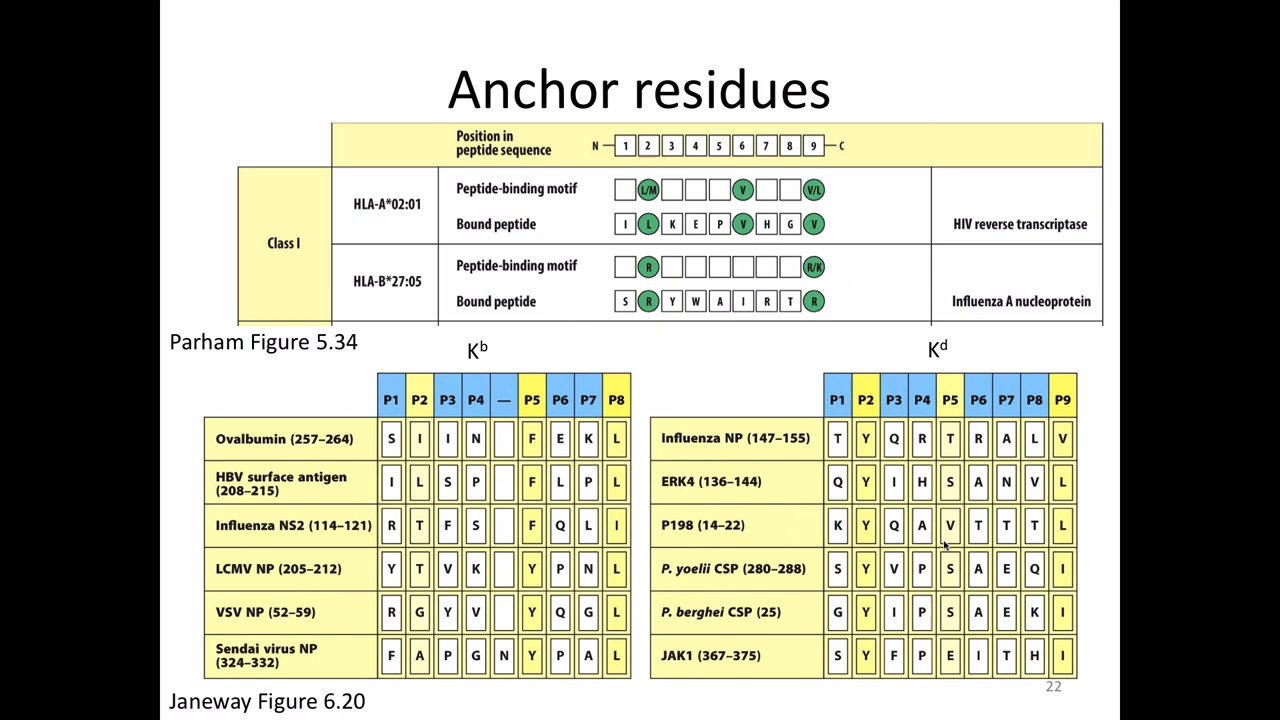 Anchor residues
Position in
peptide sequence
N 1 2 3 4 5 6 7 8 9 C
Class I
HLA-A*02:01
Peptide-binding motif
L/M V V/L
Bound peptide
I L K E P V H G V
HIV reverse transcriptase
HLA-B*27:05
Peptide-binding motif
R R/K
Bound peptide
S R Y W A I R T R
Influenza A nucleoprotein
Parham Figure 5.34
Kb
P1 P2 P3 P4 — P5 P6 P7 P8
Ovalbumin (257–264)
S I I N F E K L
HBV surface antigen
(208–215)
I L S P F L P L
Influenza NS2 (114–121)
R T F S F Q L I
LCMV NP (205–212)
Y T V K Y P N L
VSV NP (52–59)
R G Y V Y Q G L
Sendai virus NP
(324–332)
F A P G N Y P A L
Kd
P1 P2 P3 P4 P5 P6 P7 P8 P9
Influenza NP (147–155)
T Y Q R T R A L V
ERK4 (136–144)
Q Y I H S A N V L
P198 (14–22)
K Y Q A V T T T L
P. yoelii CSP (280–288)
S Y V P S A E Q I
P. berghei CSP (25)
G Y I P S A E K I
JAK1 (367–375)
S Y F P E I T H I
22
Janeway Figure 6.20